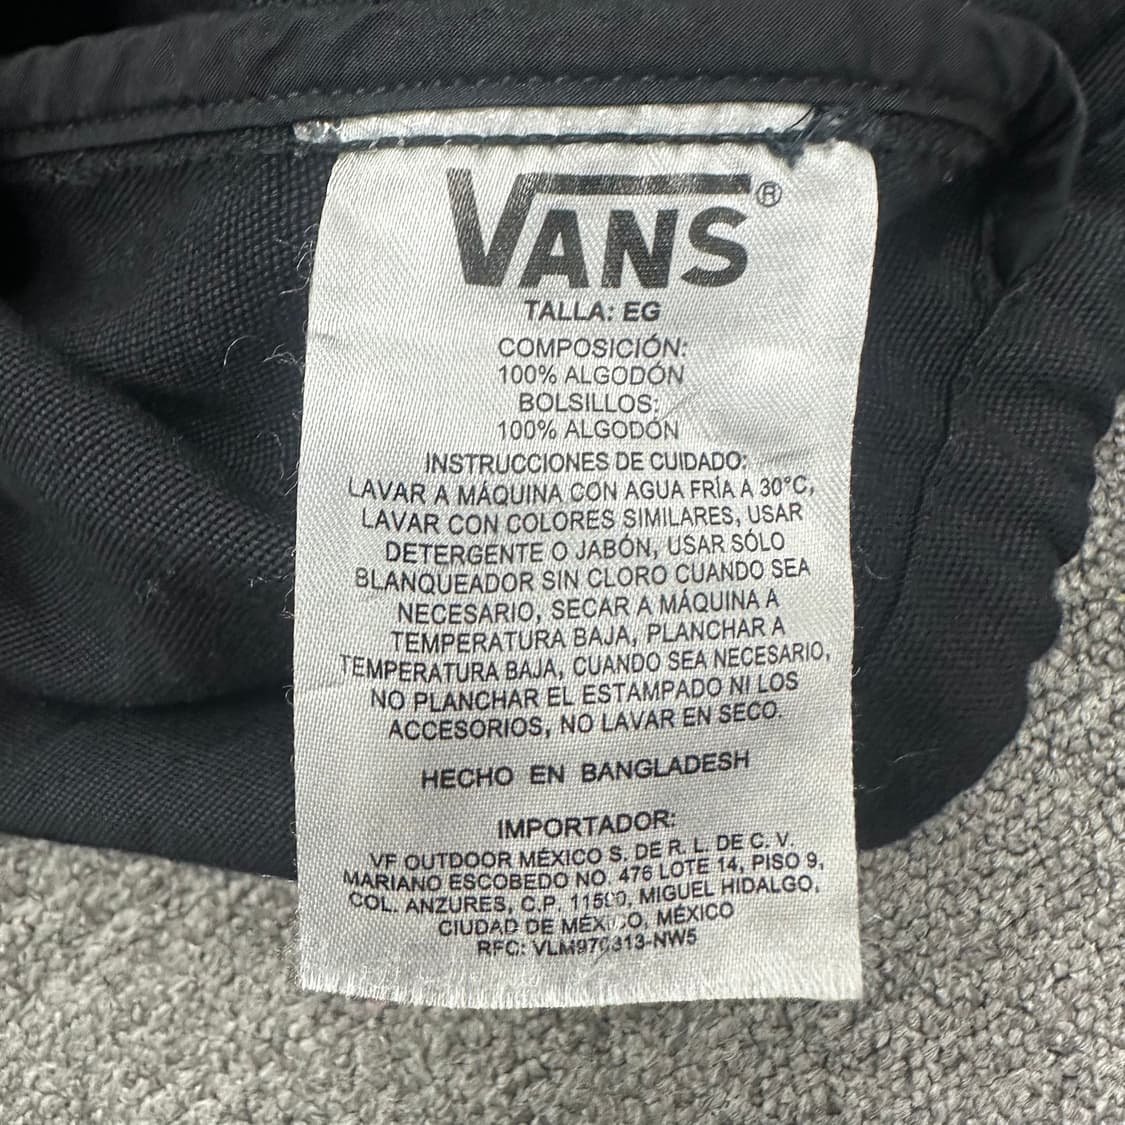 VANS®
TALLA: EG
COMPOSICIÓN:
100% ALGODÓN
BOLSILLOS:
100% ALGODÓN
INSTRUCCIONES DE CUIDADO:
LAVAR A MÁQUINA CON AGUA FRÍA A 30°C,
LAVAR CON COLORES SIMILARES, USAR
DETERGENTE O JABÓN, USAR SÓLO
BLANQUEADOR SIN CLORO CUANDO SEA
NECESARIO, SECAR A MÁQUINA A
TEMPERATURA BAJA, PLANCHAR A
TEMPERATURA BAJA, CUANDO SEA NECESARIO,
NO PLANCHAR EL ESTAMPADO NI LOS
ACCESORIOS, NO LAVAR EN SECO.
HECHO EN BANGLADESH
IMPORTADOR:
VF OUTDOOR MÉXICO S. DE R. L. DE C. V.
MARIANO ESCOBEDO NO. 476 LOTE 14, PISO 9,
COL. ANZURES, C.P. MIGUEL HIDALGO,
CIUDAD DE MÉXICO, MÉXICO
RFC: